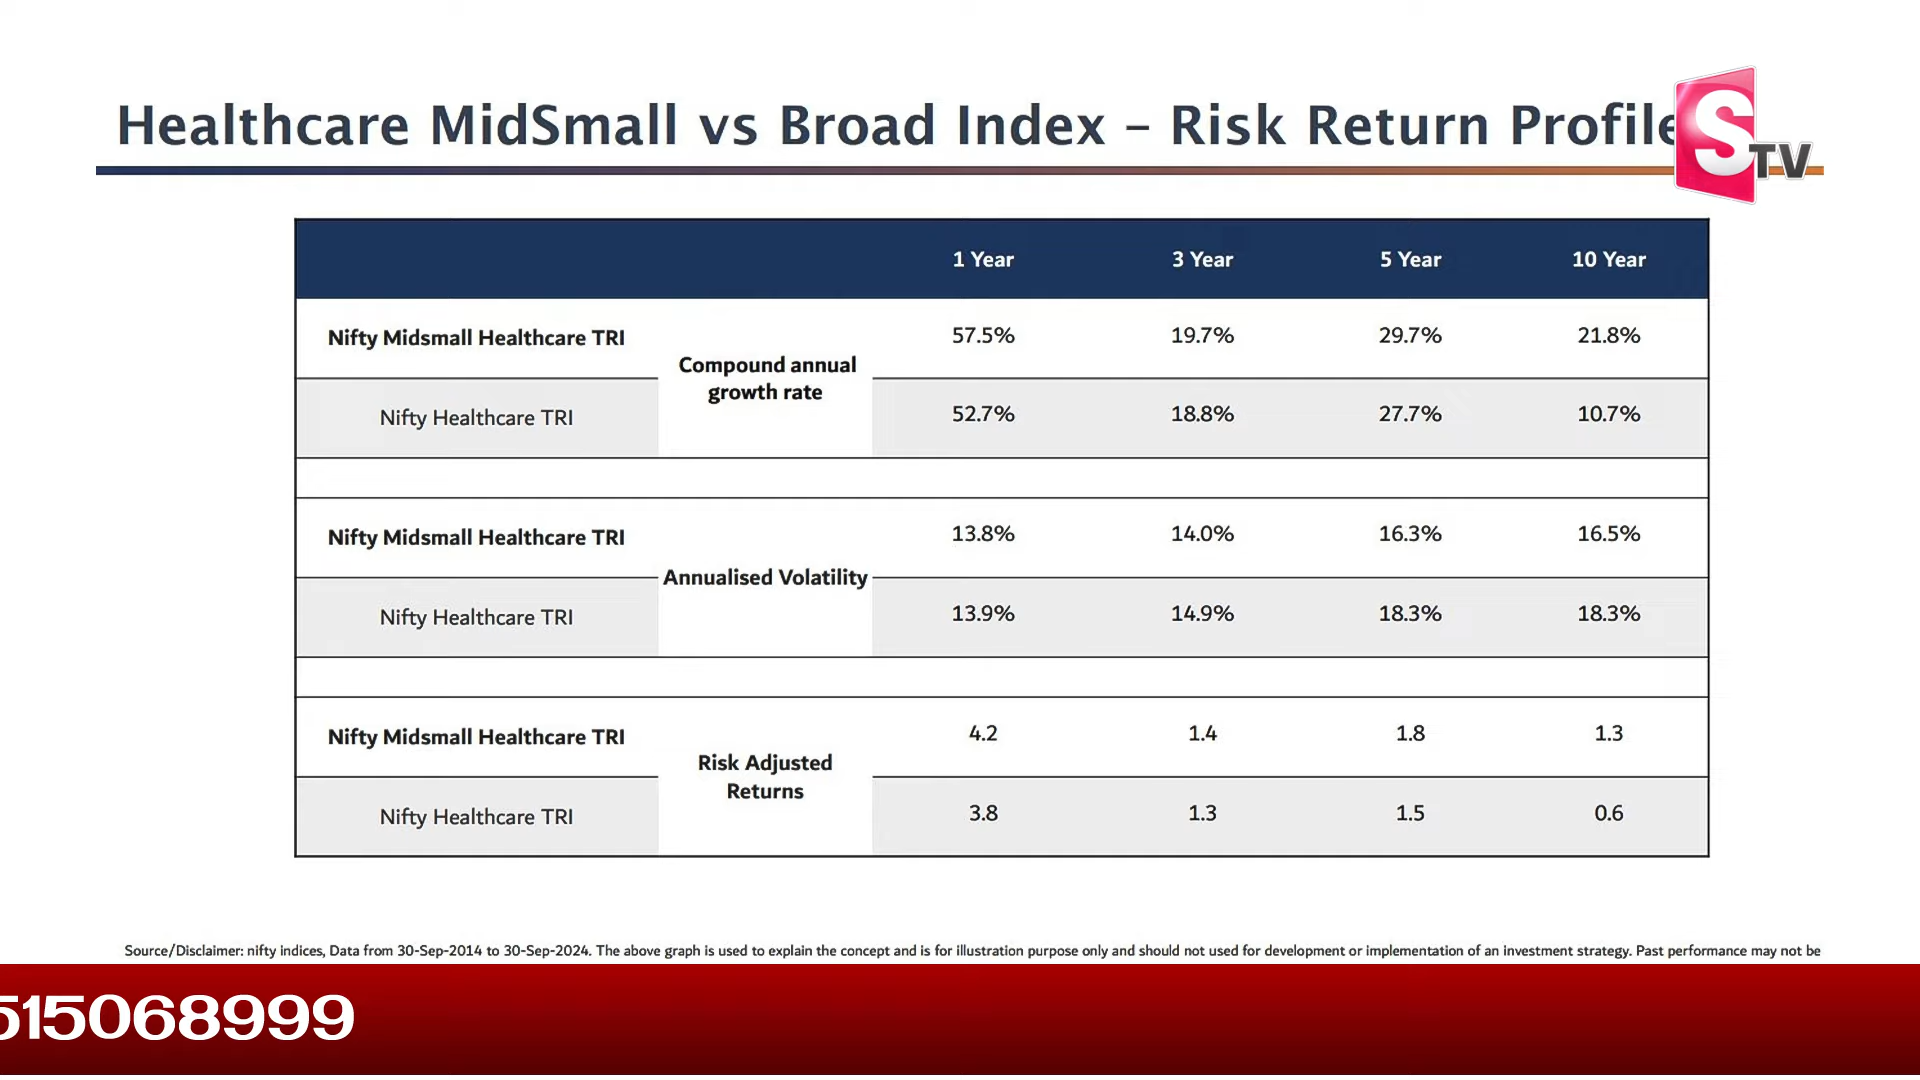 Healthcare MidSmall vs Broad Index – Risk Return Profile
STV
1 Year 3 Year 5 Year 10 Year
Nifty Midsmall Healthcare TRI 57.5% 19.7% 29.7% 21.8%
Compound annual
growth rate
Nifty Healthcare TRI 52.7% 18.8% 27.7% 10.7%
Nifty Midsmall Healthcare TRI 13.8% 14.0% 16.3% 16.5%
Annualised Volatility
Nifty Healthcare TRI 13.9% 14.9% 18.3% 18.3%
Nifty Midsmall Healthcare TRI 4.2 1.4 1.8 1.3
Risk Adjusted
Returns
Nifty Healthcare TRI 3.8 1.3 1.5 0.6
Source/Disclaimer: nifty indices, Data from 30-Sep-2014 to 30-Sep-2024. The above graph is used to explain the concept and is for illustration purpose only and should not used for development or implementation of an investment strategy. Past performance may not be
515068999